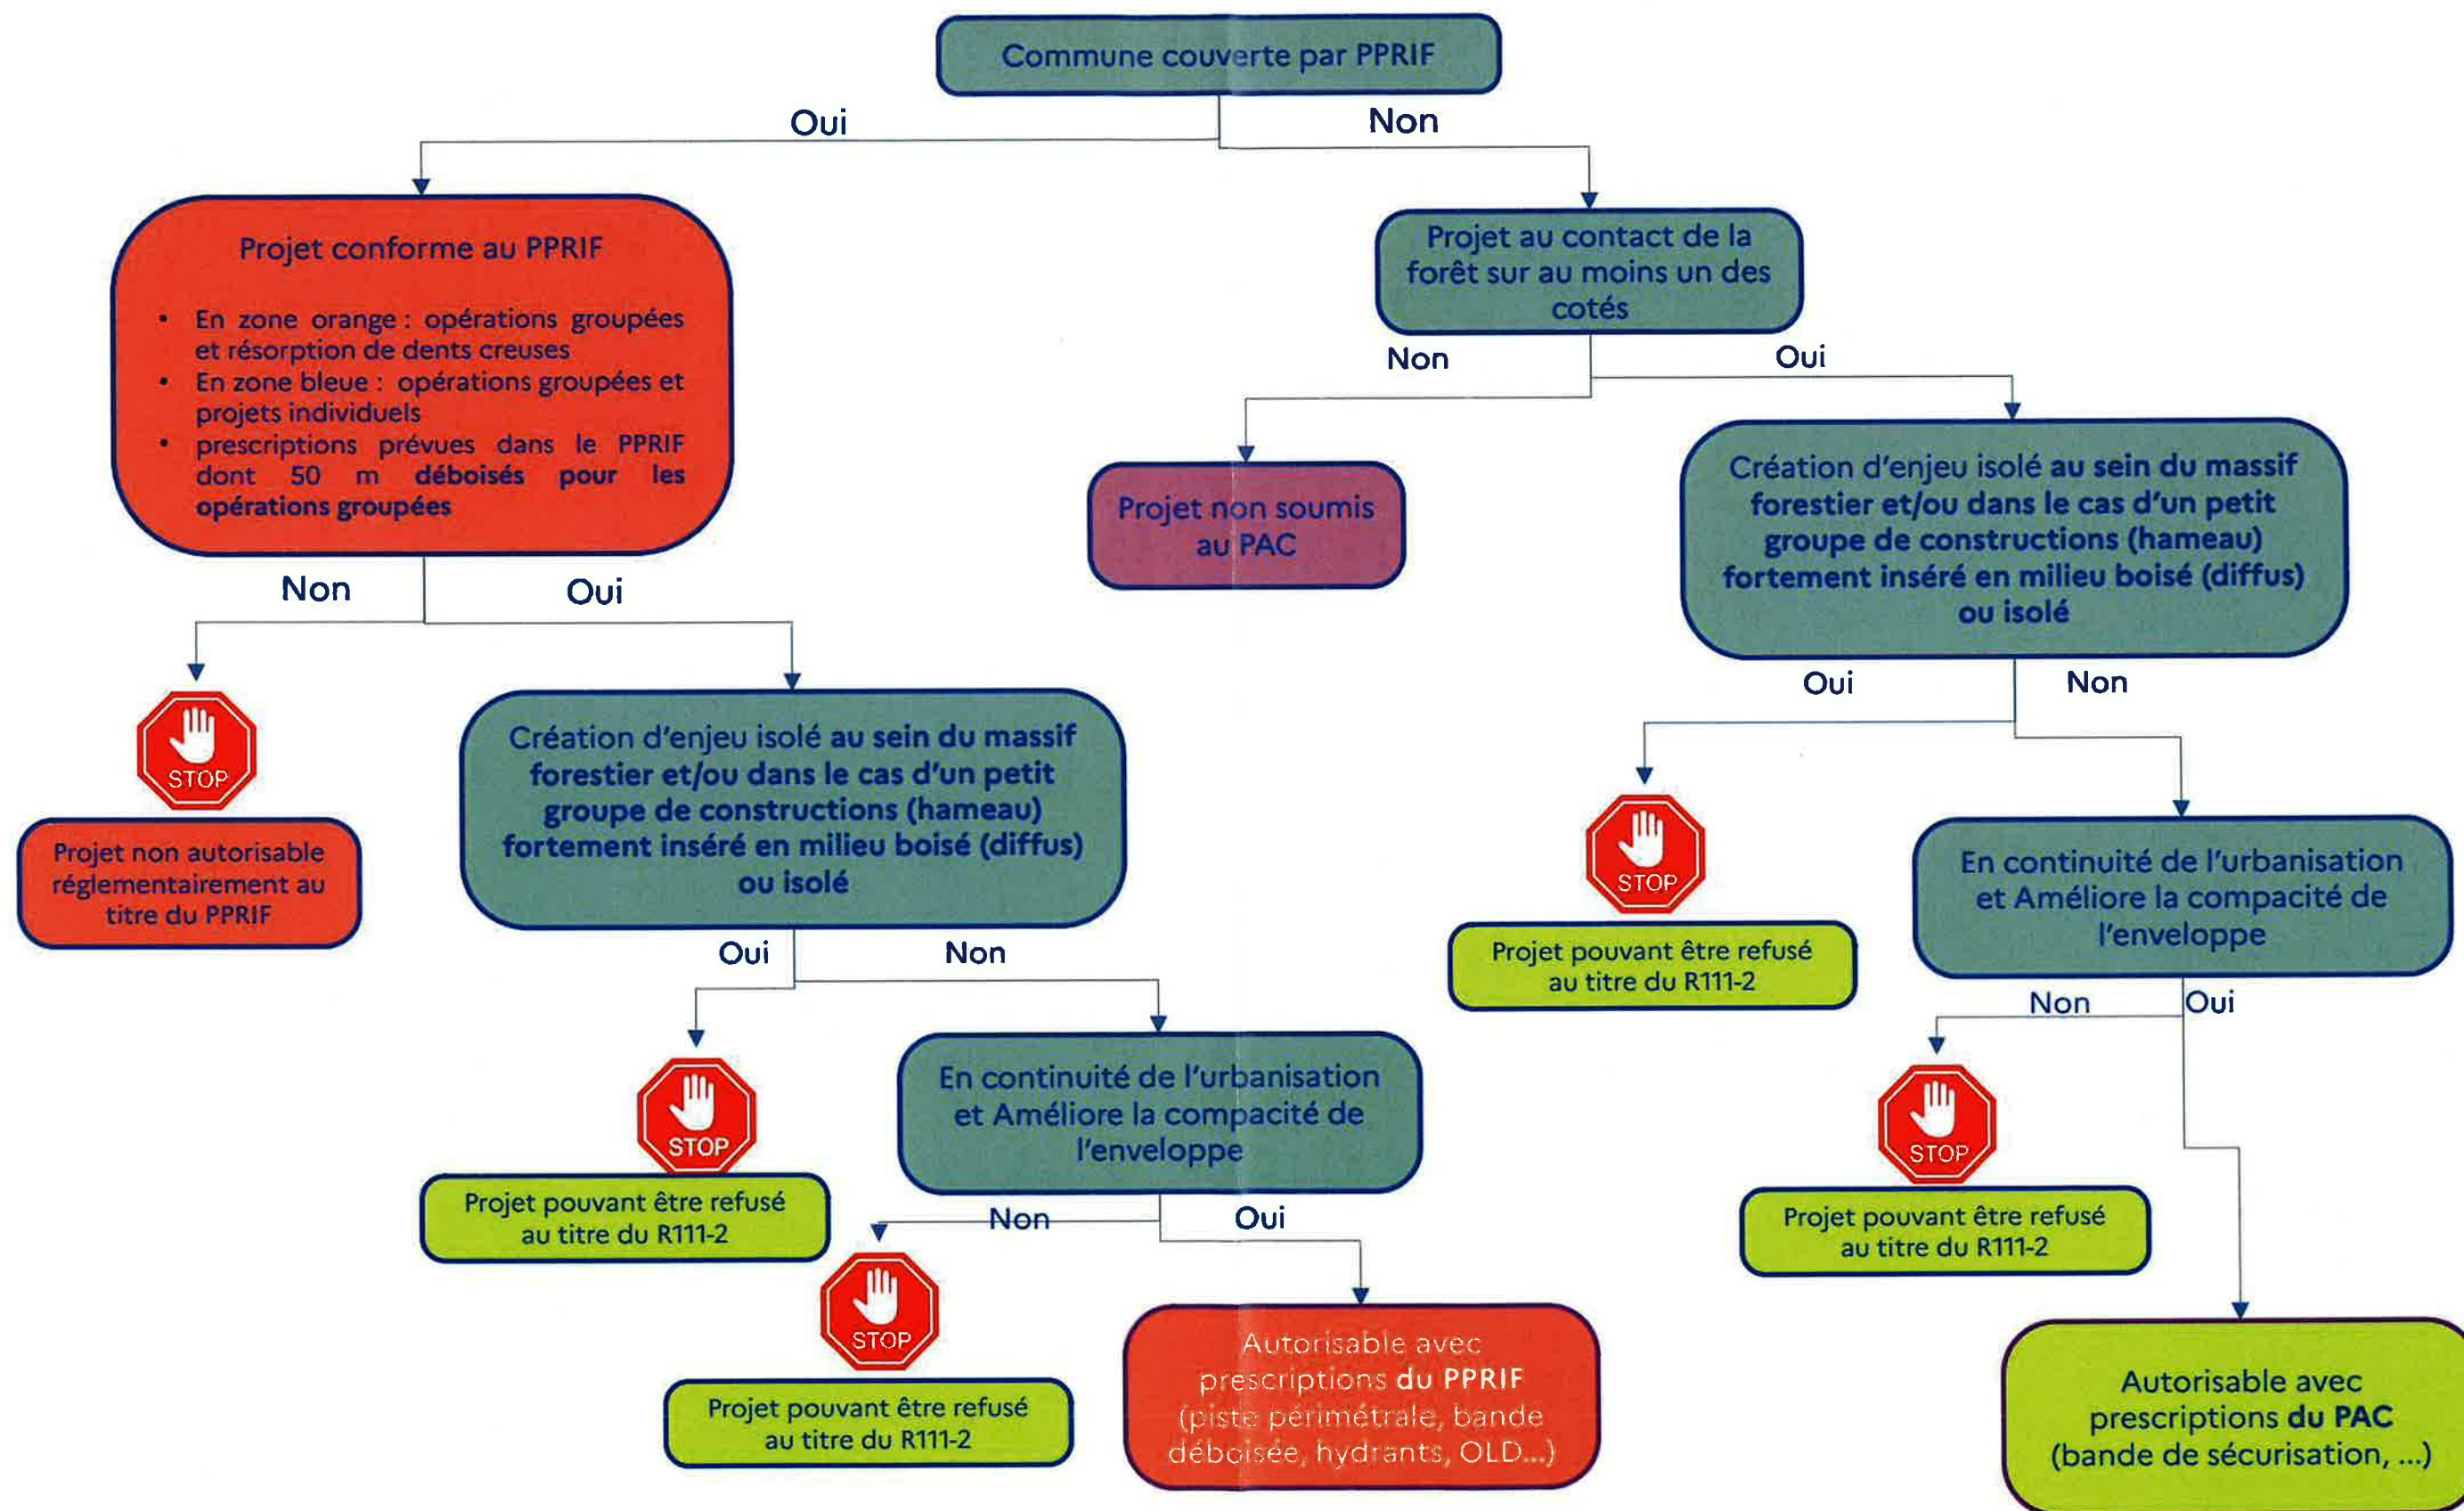 Commune couverte par PPRIF
Oui
Non
Projet conforme au PPRIF
• En zone orange : opérations groupées
et résorption de dents creuses
• En zone bleue : opérations groupées et
projets individuels
• prescriptions prévues dans le PPRIF
dont 50 m déboisés pour les
opérations groupées
Projet au contact de la
forêt sur au moins un des
cotés
Non
Oui
Projet non soumis
au PAC
Création d'enjeu isolé au sein du massif
forestier et/ou dans le cas d'un petit
groupe de constructions (hameau)
fortement inséré en milieu boisé (diffus)
ou isolé
Non
Oui
STOP
Projet non autorisable
réglementairement au
titre du PPRIF
Création d'enjeu isolé au sein du massif
forestier et/ou dans le cas d'un petit
groupe de constructions (hameau)
fortement inséré en milieu boisé (diffus)
ou isolé
Oui
Non
STOP
Projet pouvant être refusé
au titre du R111-2
En continuité de l'urbanisation
et Améliore la compacité de
l'enveloppe
Oui
Non
STOP
Projet pouvant être refusé
au titre du R111-2
En continuité de l'urbanisation
et Améliore la compacité de
l'enveloppe
Non
Oui
STOP
Projet pouvant être refusé
au titre du R111-2
Non
Oui
STOP
Projet pouvant être refusé
au titre du R111-2
Autorisable avec
prescriptions du PPRIF
(piste périmétrale, bande
déboisée, hydrants, OLD...)
Autorisable avec
prescriptions du PAC
(bande de sécurisation, ...)